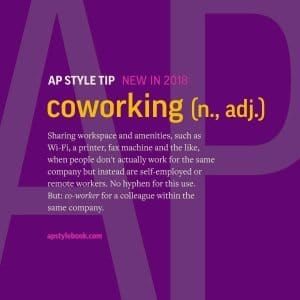 AP
AP STYLE TIP NEW IN 2018
coworking (n., adj.)
Sharing workspace and amenities, such as
Wi-Fi, a printer, fax machine and the like,
when people don't actually work for the same
company but instead are self-employed or
remote workers. No hyphen for this use.
But: co-worker for a colleague within the
same company.
apstylebook.com